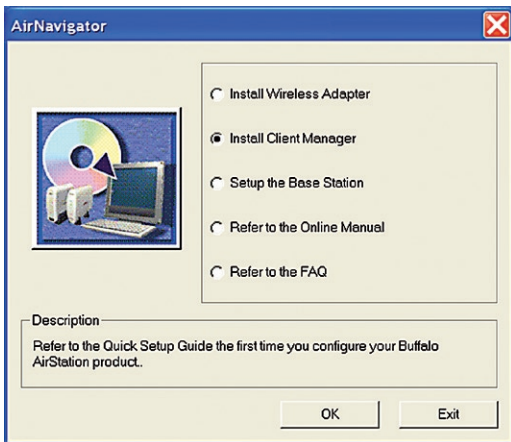 AirNavigator
Install Wireless Adapter
Install Client Manager
Setup the Base Station
Refer to the Online Manual
Refer to the FAQ
Description
Refer to the Quick Setup Guide the first time you configure your Buffalo
AirStation product..
OK
Exit